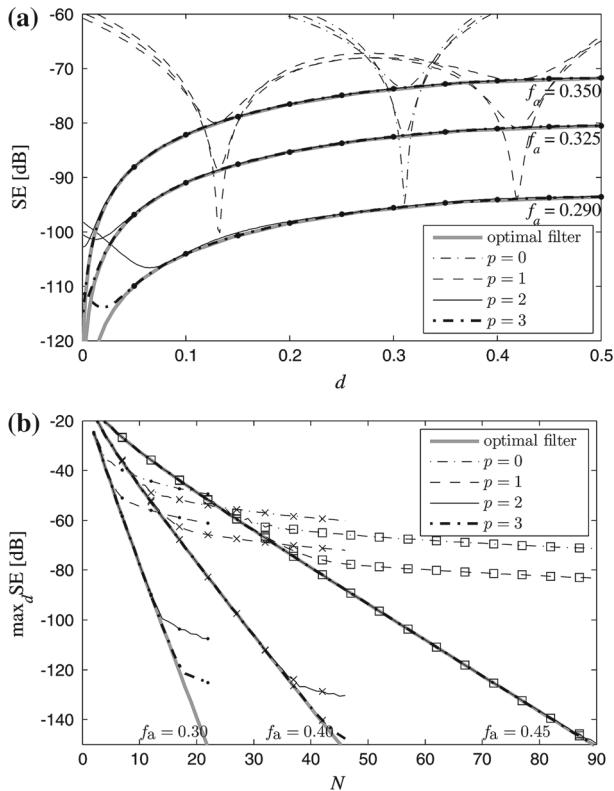 (a)
SE [dB]
-60
-70
-80
-90
-100
-110
-120
f_a = 0.350
f_a = 0.325
f_a = 0.290
optimal filter
p = 0
p = 1
p = 2
p = 3
0 0.1 0.2 0.3 0.4 0.5
d
(b)
max_d SE [dB]
-20
-40
-60
-80
-100
-120
-140
optimal filter
p = 0
p = 1
p = 2
p = 3
f_a = 0.30 f_a = 0.40 f_a = 0.45
0 10 20 30 40 50 60 70 80 90
N